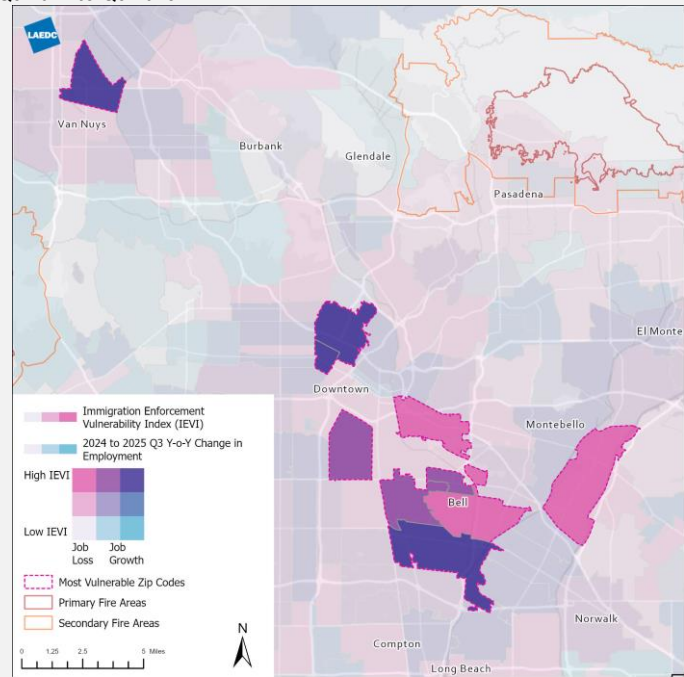 LAEDC
Van Nuys
Burbank
Glendale
Pasadena
El Monte
Downtown
Montebello
Bell
Norwalk
Compton
Long Beach
Immigration Enforcement
Vulnerability Index (IEVI)
2024 to 2025 Q3 Y-o-Y Change in
Employment
High IEVI
Low IEVI
Job Job
Loss Growth
Most Vulnerable Zip Codes
Primary Fire Areas
Secondary Fire Areas
N
0 1.25 2.5 5 Miles